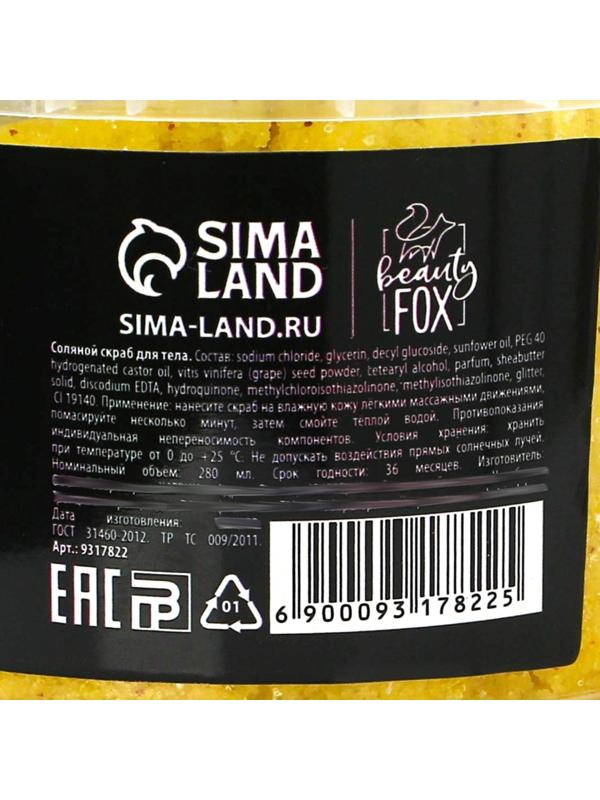 SIMA
LAND
SIMA-LAND.RU
beauty
FOX
Соляной скраб для тела. Состав: sodium chloride, glycerin, decyl glucoside, sunfower oil, PEG 40
hydrogenated castor oil, vitis vinifera (grape) seed powder, cetearyl alcohol, parfum, sheabutter
solid, discodium EDTA, hydroquinone, methylchloroisothiazolinone, methylisothiazolinone, glitter,
CI 19140. Применение: нанесите скраб на влажную кожу лёгкими массажными движениями,
помасируйте несколько минут, затем смойте теплой водой. Противопоказания
индивидуальная непереносимость компонентов. Условия хранения: хранить
при температуре от 0 до +25 °C. Не допускать воздействия прямых солнечных лучей.
Номинальный объём: 280 мл. Срок годности: 36 месяцев. Изготовитель:
Дата изготовления:
ГОСТ 31460-2012. ТР ТС 009/2011.
Арт.: 9317822
EAC
01
6 900093 178225